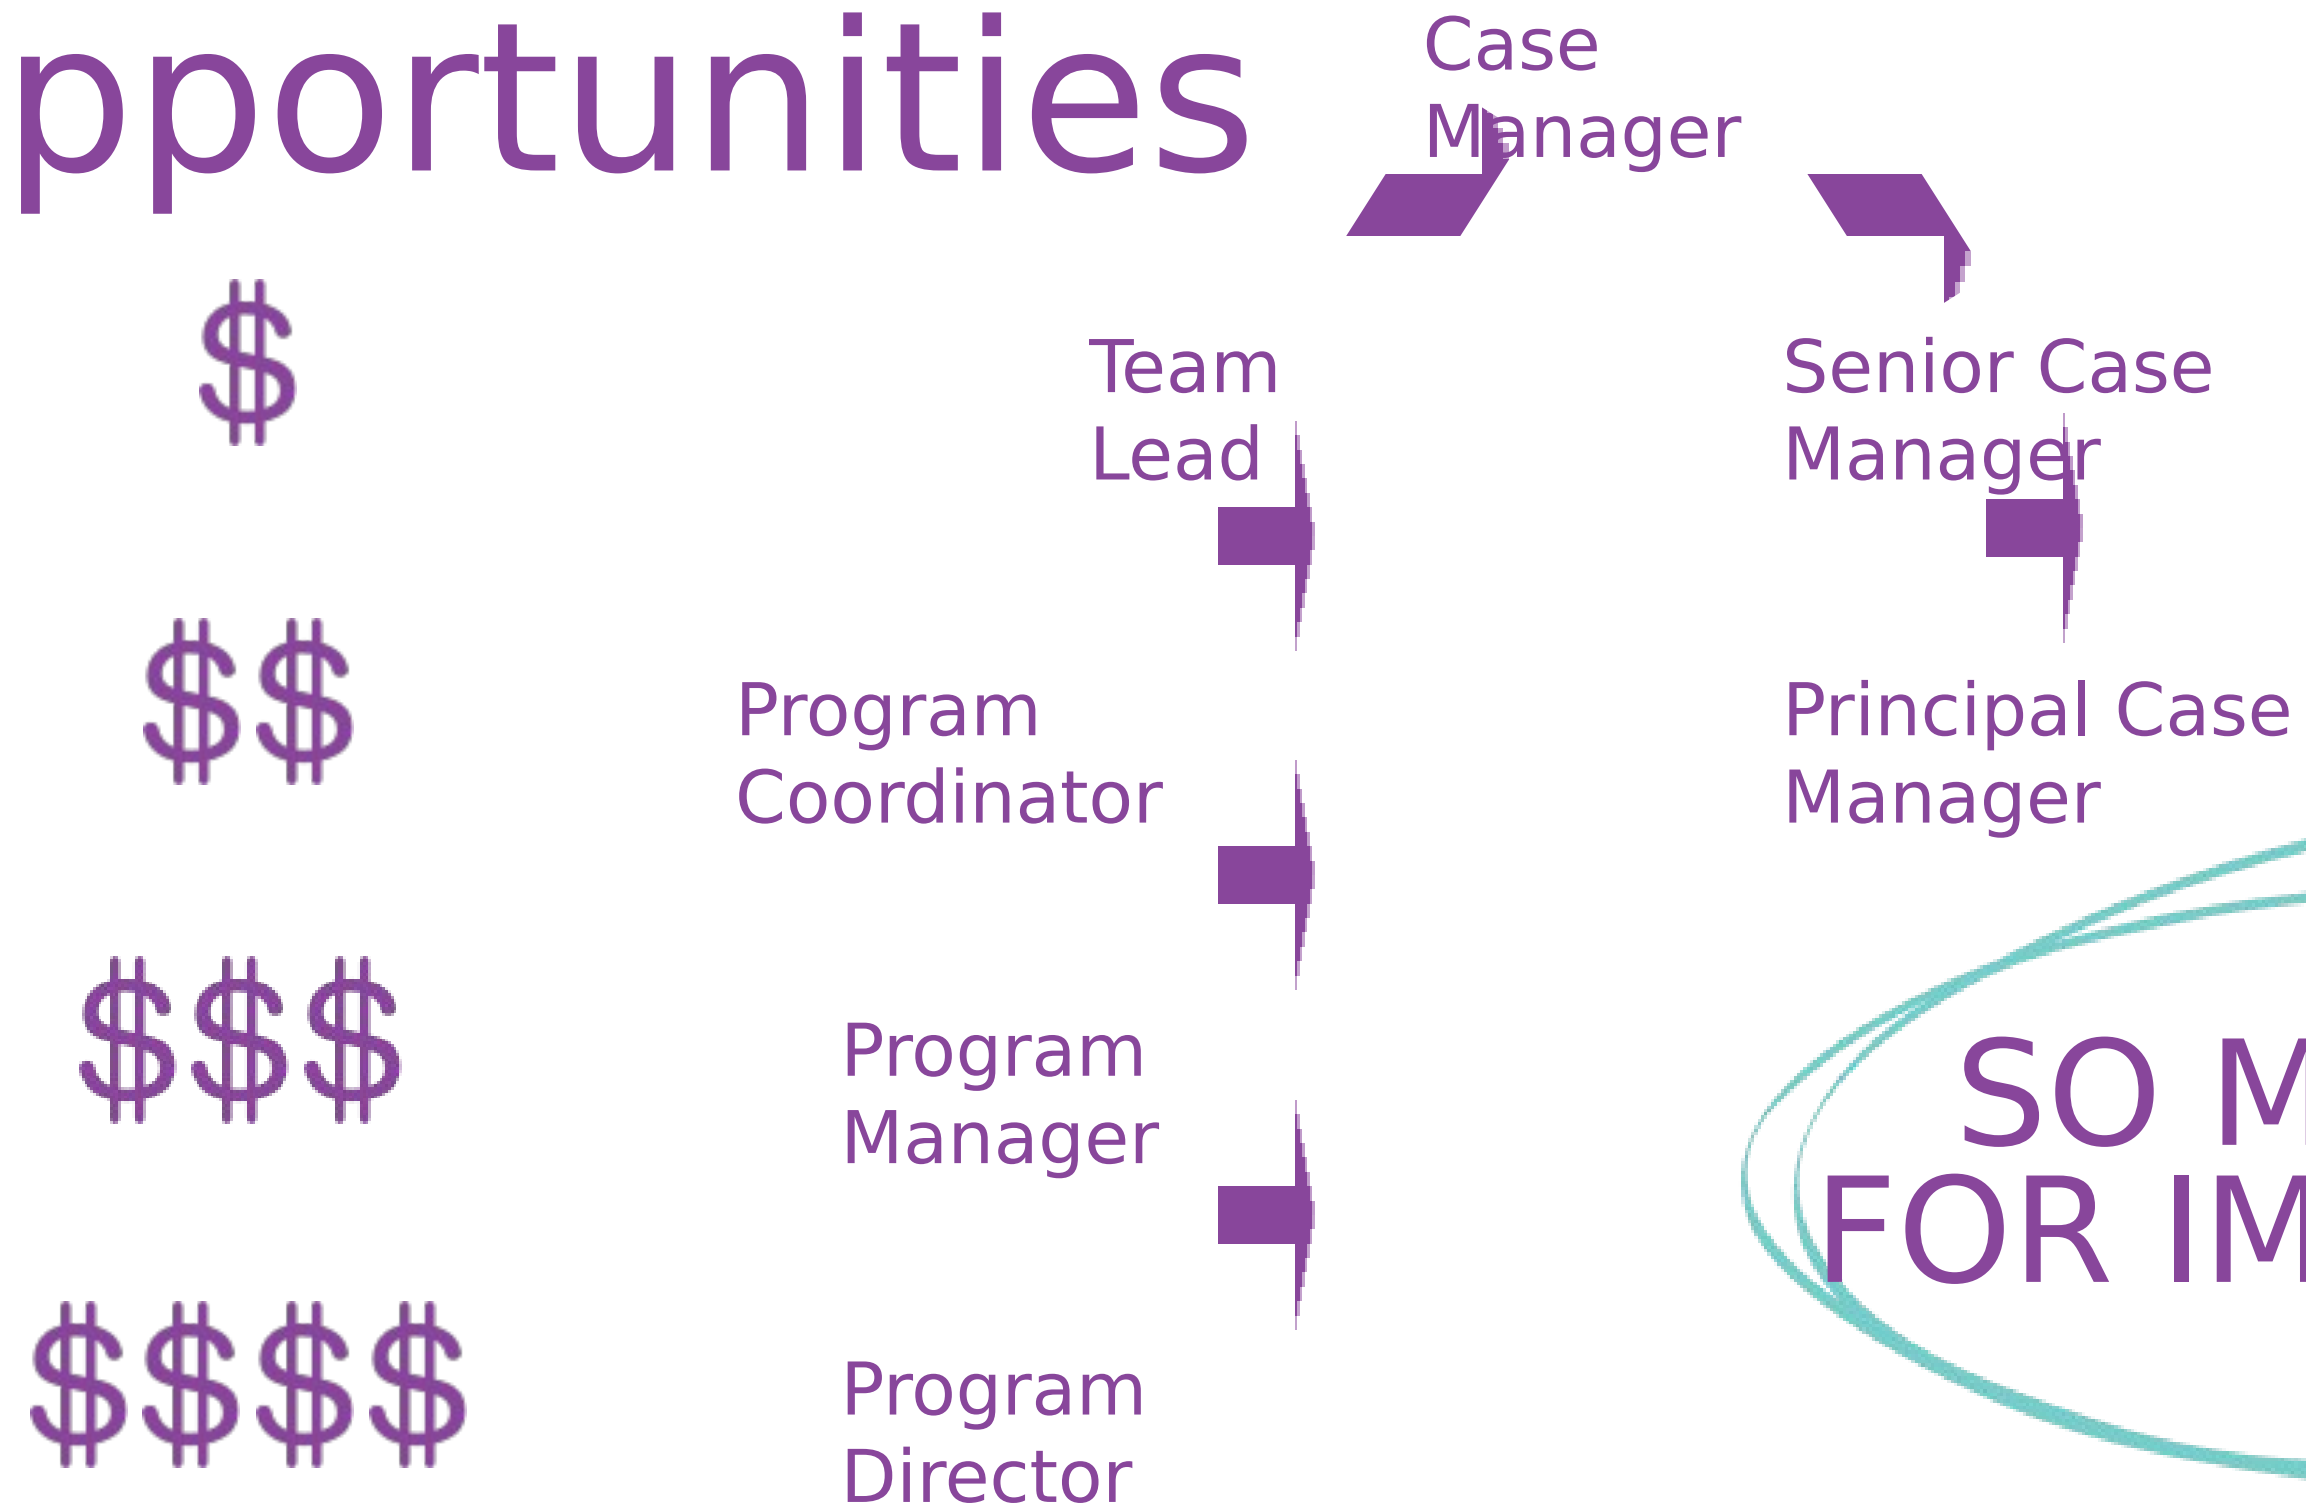 pportunities
Case
Manager
$
Team
Lead
Senior Case
Manager
$$
Program
Coordinator
Principal Case
Manager
$$$
Program
Manager
SO M
FOR IM
$$$$
Program
Director